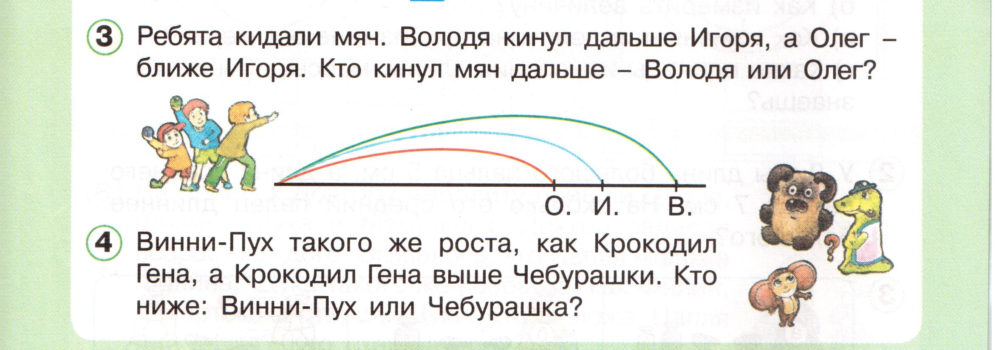 3 Ребята кидали мяч. Володя кинул дальше Игоря, а Олег –
ближе Игоря. Кто кинул мяч дальше – Володя или Олег?
О. И. В.
4 Винни-Пух такого же роста, как Крокодил
Гена, а Крокодил Гена выше Чебурашки. Кто
ниже: Винни-Пух или Чебурашка?
?